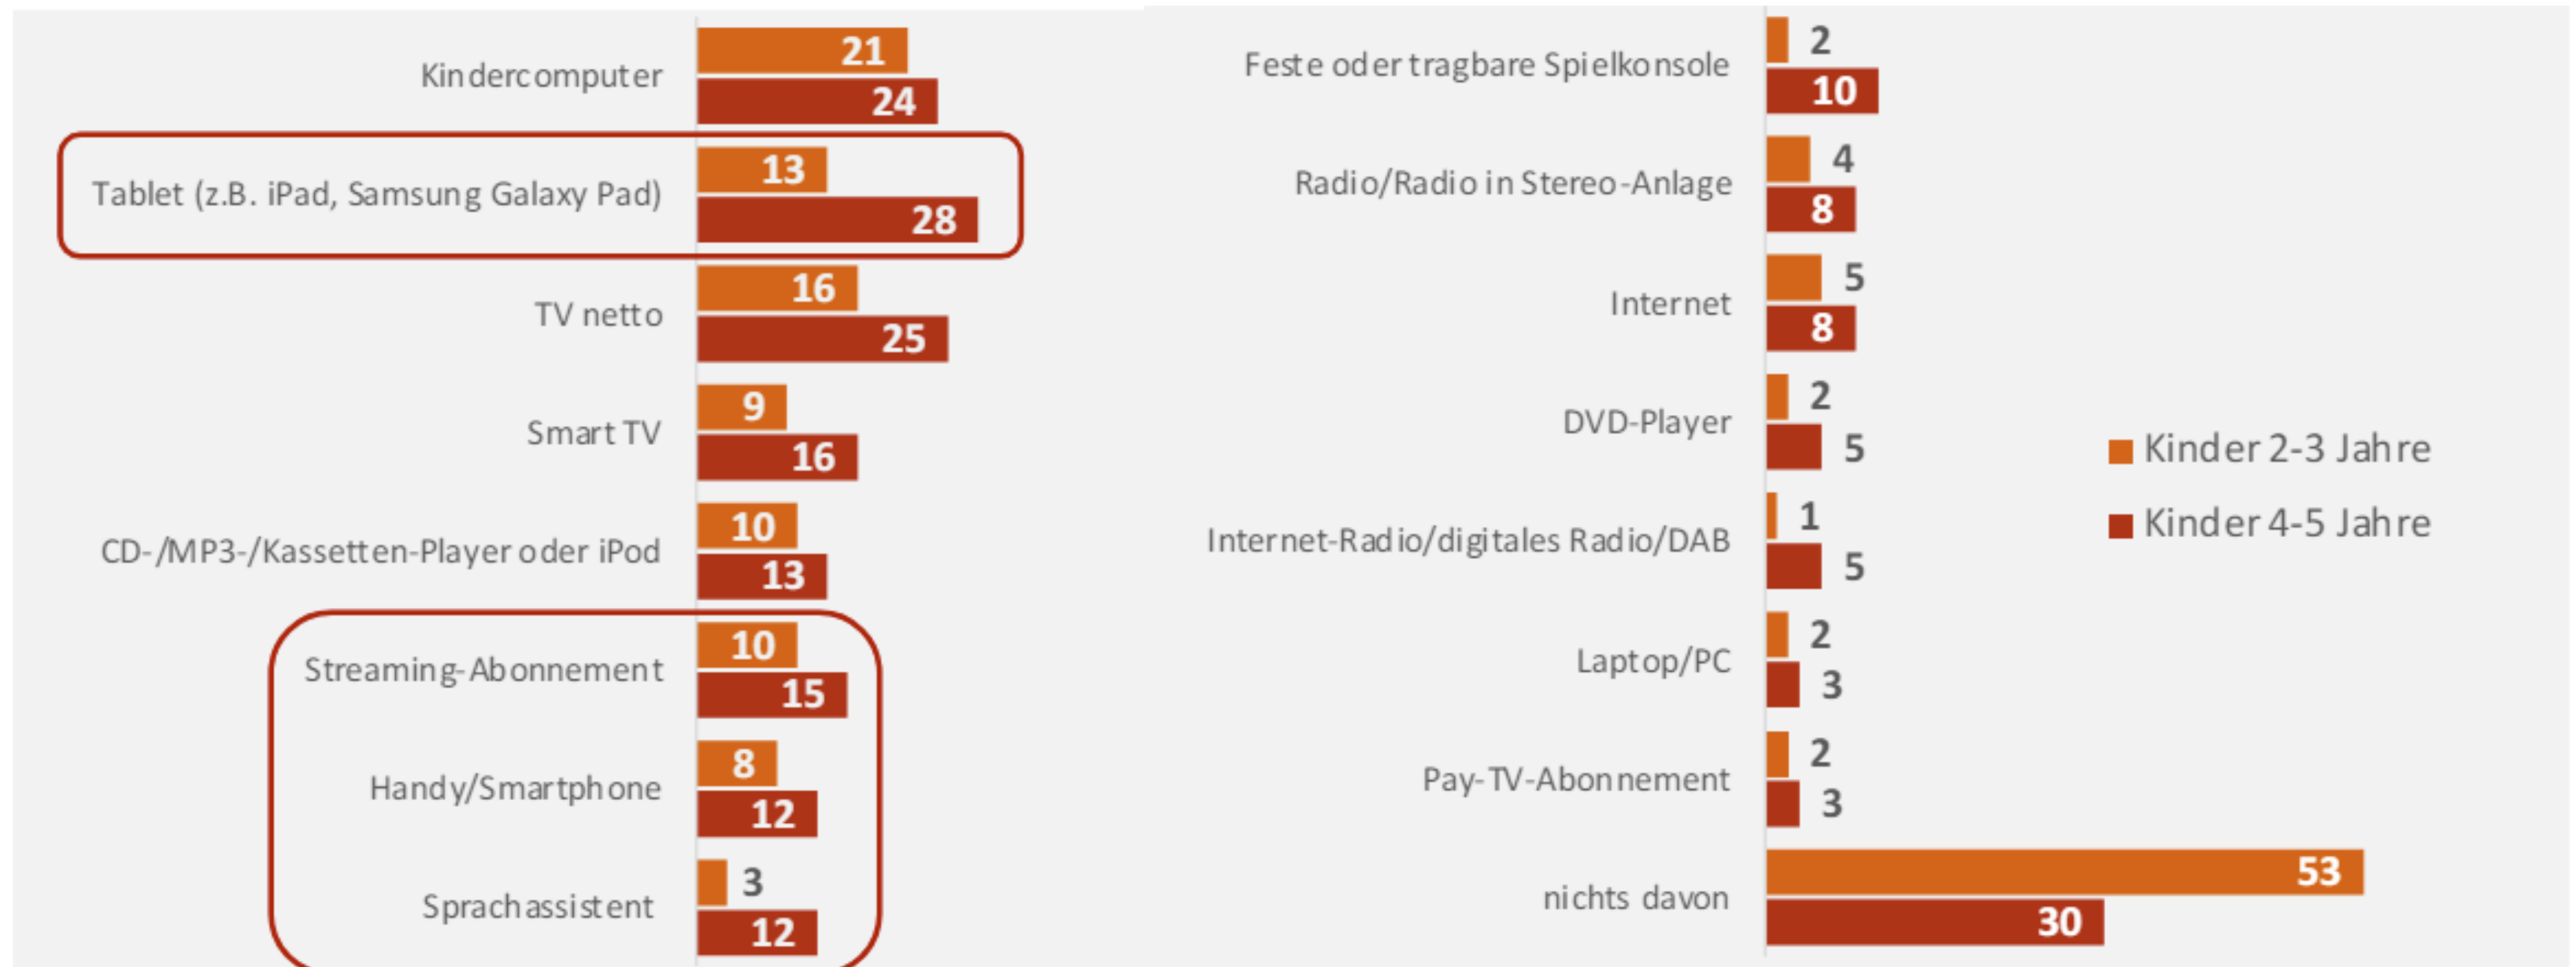 Kindercomputer
21
24
Tablet (z.B. iPad, Samsung Galaxy Pad)
13
28
TV netto
16
25
Smart TV
9
16
CD-/MP3-/Kassetten-Player oder iPod
10
13
Streaming-Abonnement
10
15
Handy/Smartphone
8
12
Sprachassistent
3
12
Feste oder tragbare Spielkonsole
2
10
Radio/Radio in Stereo-Anlage
4
8
Internet
5
8
DVD-Player
2
5
Internet-Radio/digitales Radio/DAB
1
5
Laptop/PC
2
3
Pay-TV-Abonnement
2
3
nichts davon
53
30
Kinder 2-3 Jahre
Kinder 4-5 Jahre